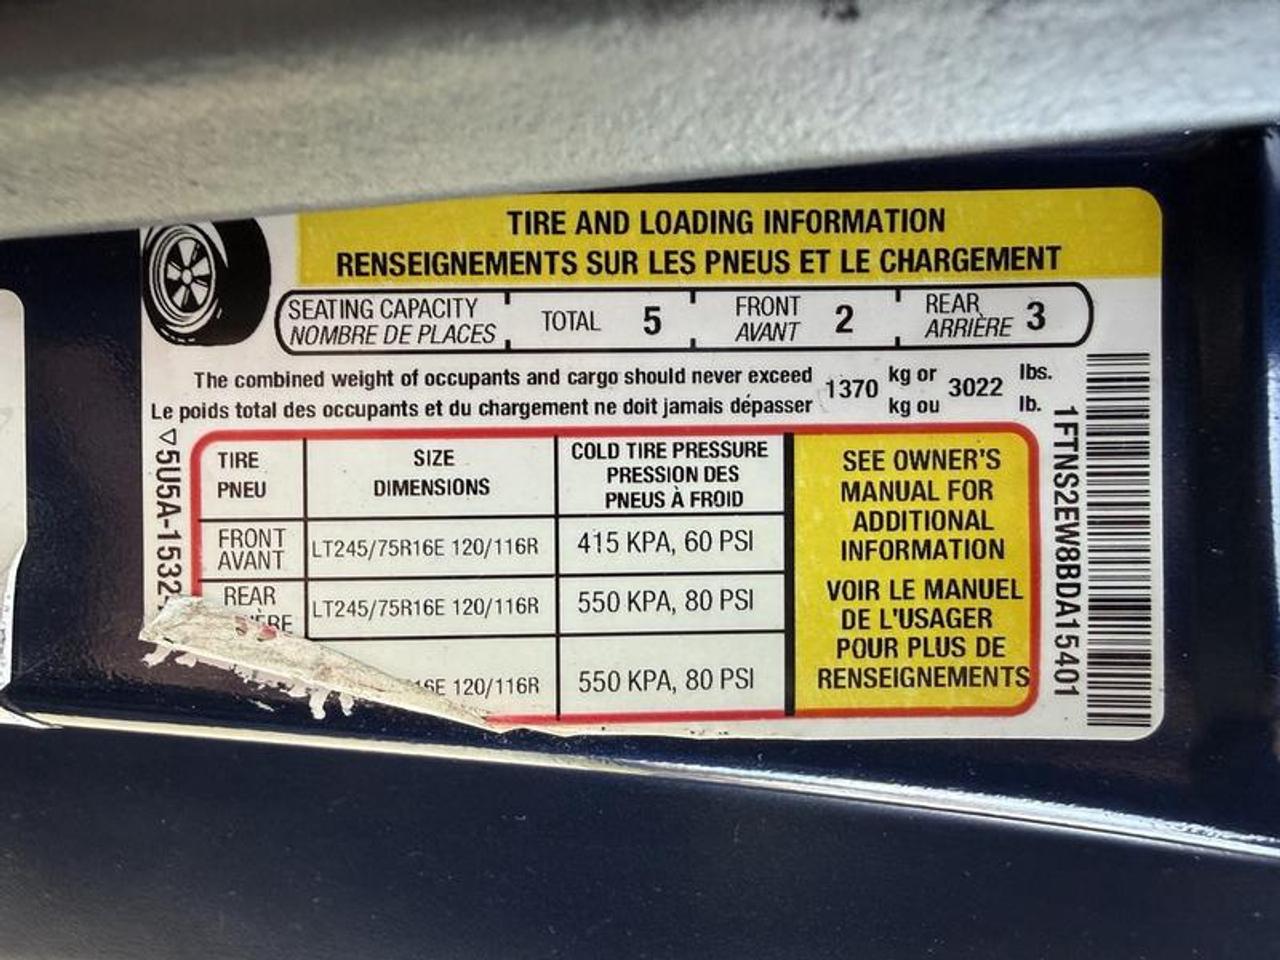 TIRE AND LOADING INFORMATION
RENSEIGNEMENTS SUR LES PNEUS ET LE CHARGEMENT
SEATING CAPACITY
NOMBRE DE PLACES
TOTAL 5
FRONT
AVANT
2
REAR
ARRIÈRE
3
The combined weight of occupants and cargo should never exceed 1370 kg or 3022 lbs.
Le poids total des occupants et du chargement ne doit jamais dépasser kg ou lb.
5U5A-1532
TIRE
PNEU
SIZE
DIMENSIONS
COLD TIRE PRESSURE
PRESSION DES
PNEUS À FROID
FRONT
AVANT
LT245/75R16E 120/116R
415 KPA, 60 PSI
REAR
LT245/75R16E 120/116R
550 KPA, 80 PSI
16E 120/116R
550 KPA, 80 PSI
SEE OWNER'S
MANUAL FOR
ADDITIONAL
INFORMATION
VOIR LE MANUEL
DE L'USAGER
POUR PLUS DE
RENSEIGNEMENTS
1FTNS2EW8BDA15401